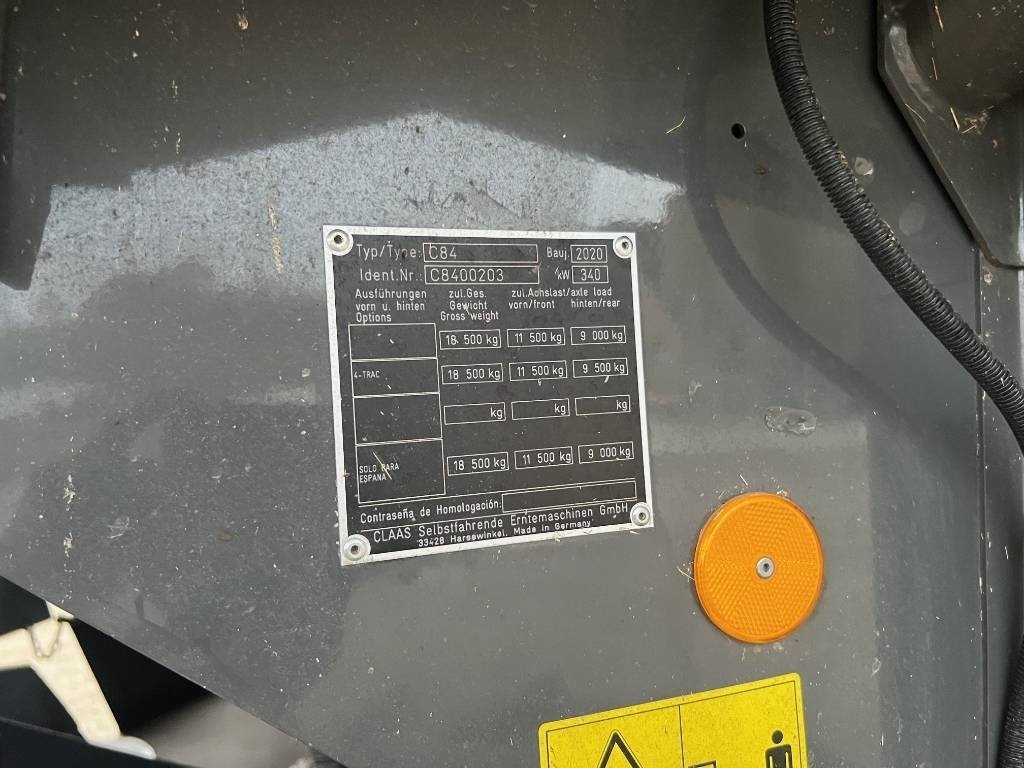 Typ/Type: C84 Bauj. 2020
Ident.Nr. C8400203 kW 340
Ausführungen zul.Ges. zul.Achslast/axle load
vorn u. hinten Gewicht vorn/front hinten/rear
Options Gross weight
18 500 kg 11 500 kg 9 000 kg
4-TRAC 18 500 kg 11 500 kg 9 500 kg
kg kg kg
SOLO PARA
ESPANA 18 500 kg 11 500 kg 9 000 kg
Contraseña de Homologación:
CLAAS Selbstfahrende Erntemaschinen GmbH
33428 Harsewinkel. Made in Germany